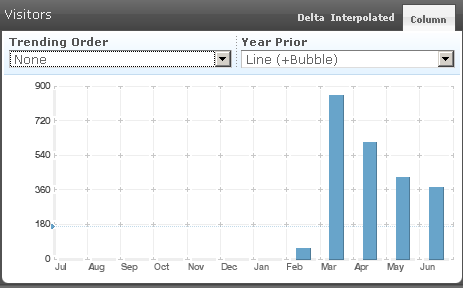 Visitors
Delta Interpolated Column
Trending Order Year Prior
None Line (+Bubble)
900
720
540
360
180
0
Jul Aug Sep Oct Nov Dec Jan Feb Mar Apr May Jun